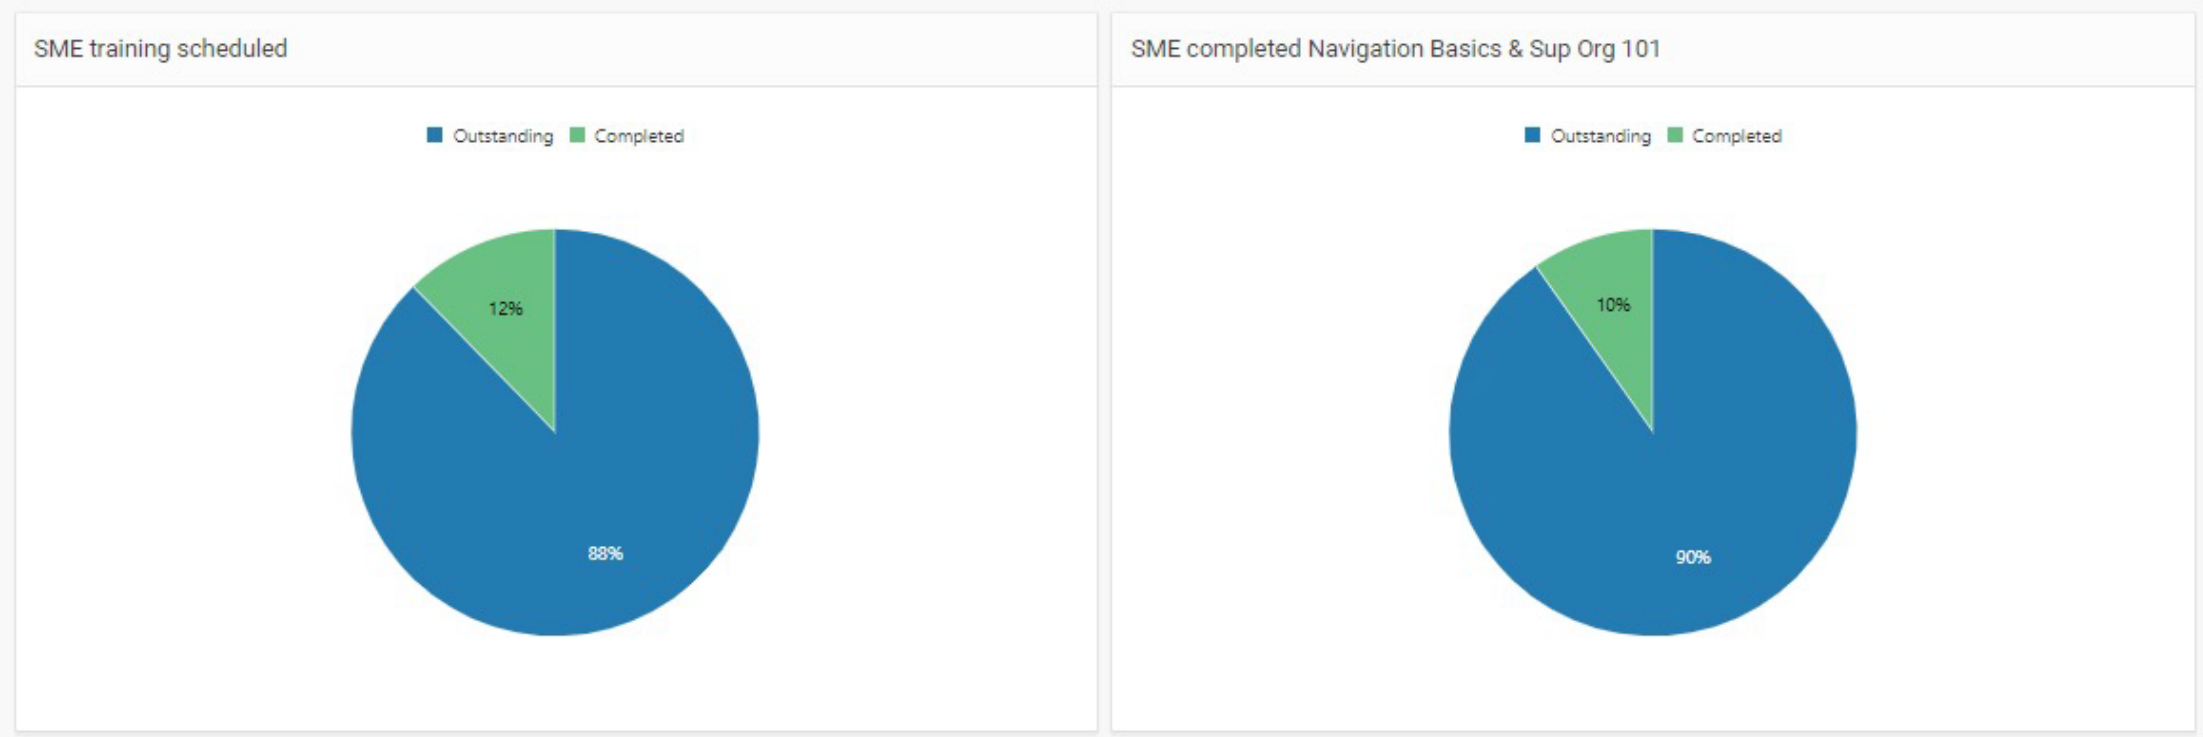 SME training scheduled
Outstanding Completed
12%
88%
SME completed Navigation Basics & Sup Org 101
Outstanding Completed
10%
90%